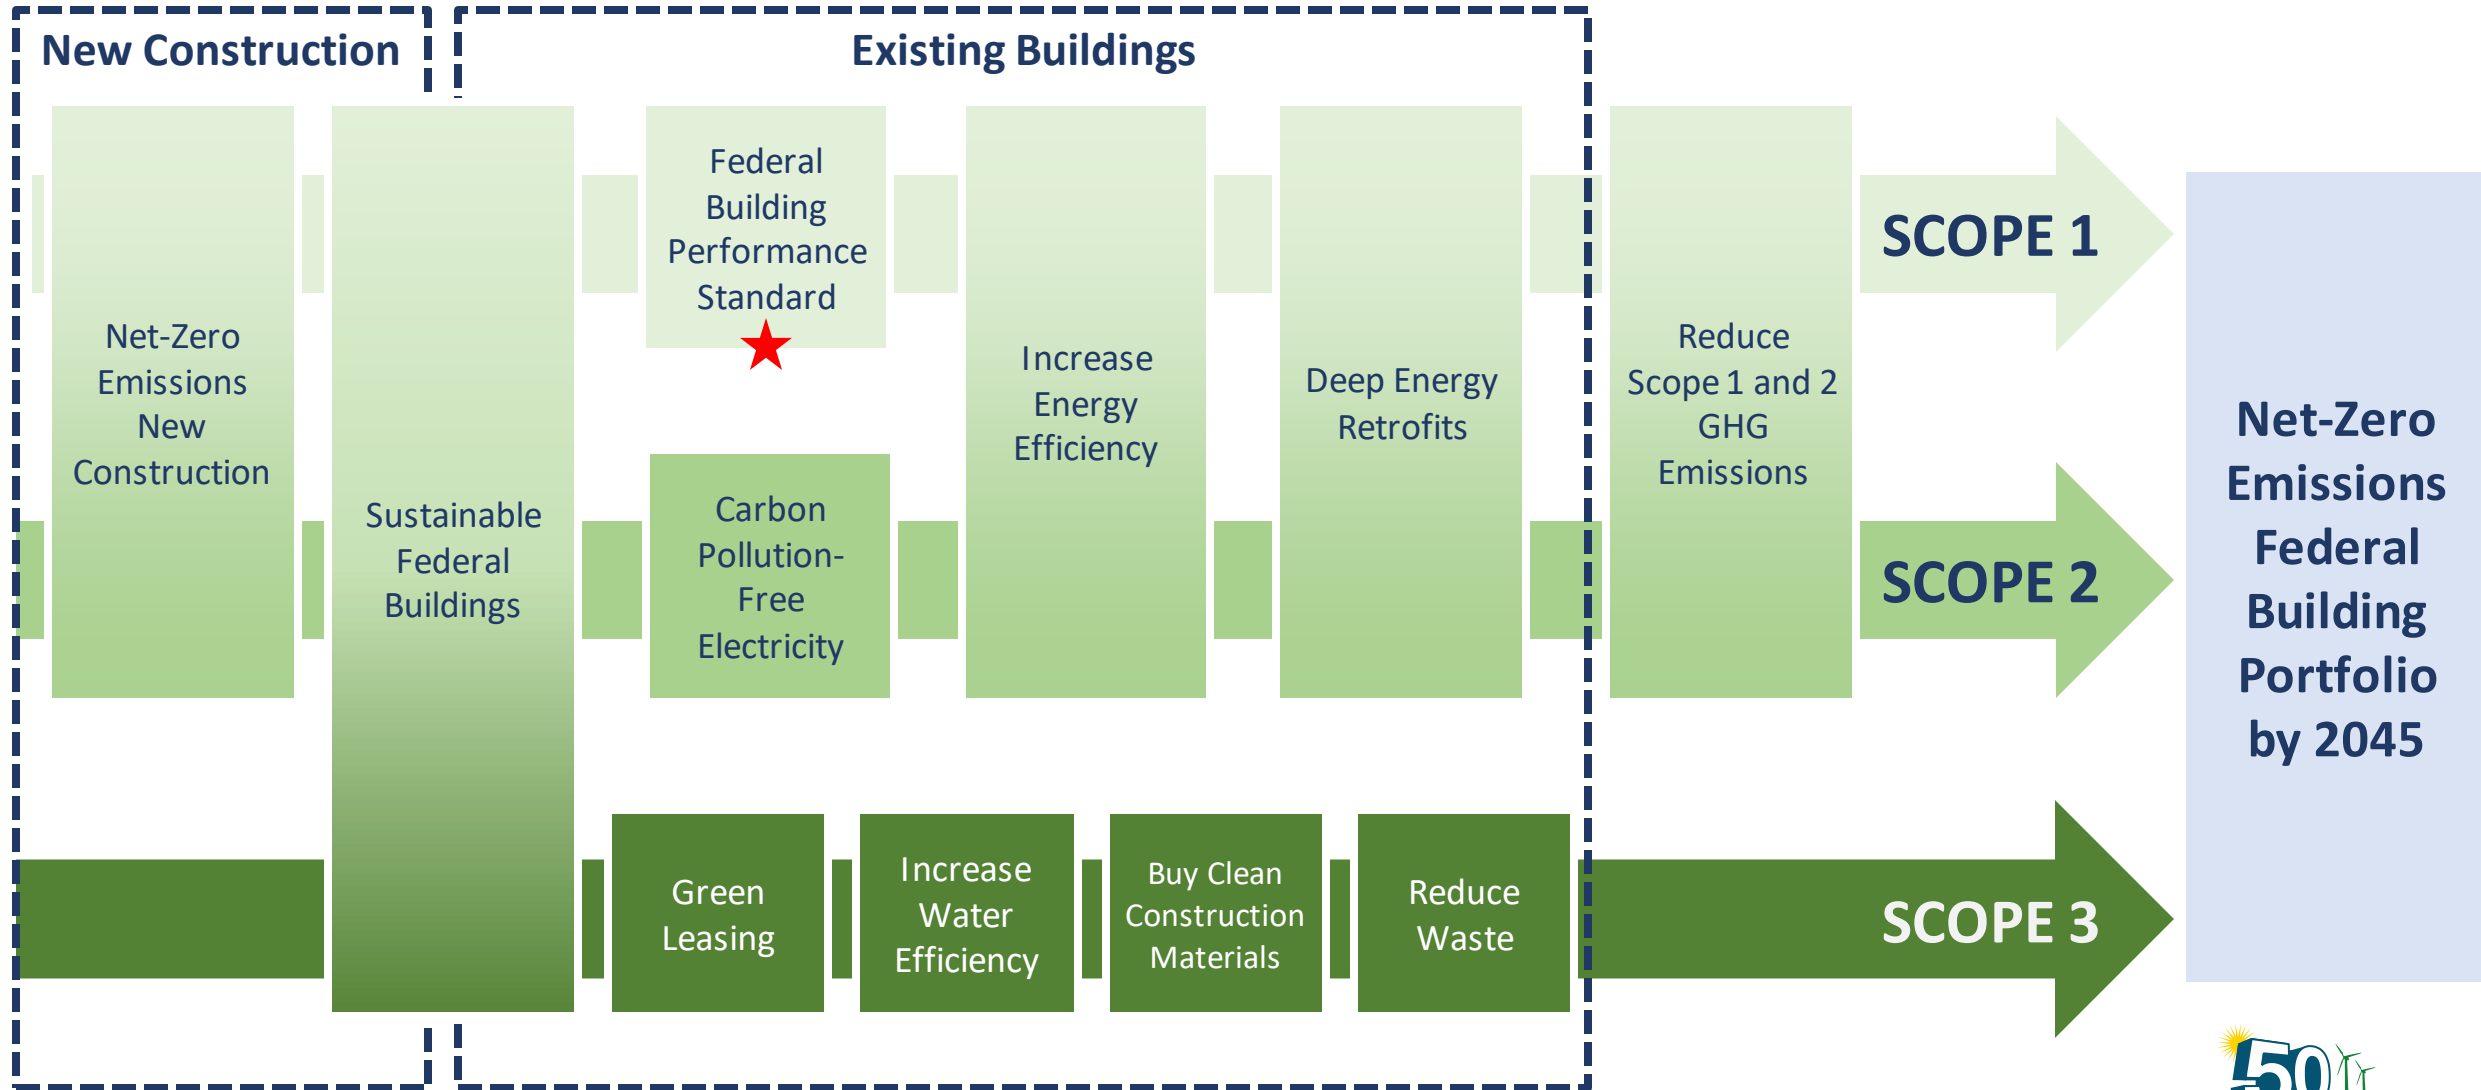 New Construction
Existing Buildings
Net-Zero
Emissions
New
Construction
Sustainable
Federal
Buildings
Federal
Building
Performance
Standard
Carbon
Pollution-
Free
Electricity
Increase
Energy
Efficiency
Deep Energy
Retrofits
Reduce
Scope 1 and 2
GHG
Emissions
SCOPE 1
SCOPE 2
Green
Leasing
Increase
Water
Efficiency
Buy Clean
Construction
Materials
Reduce
Waste
SCOPE 3
Net-Zero
Emissions
Federal
Building
Portfolio
by 2045
50